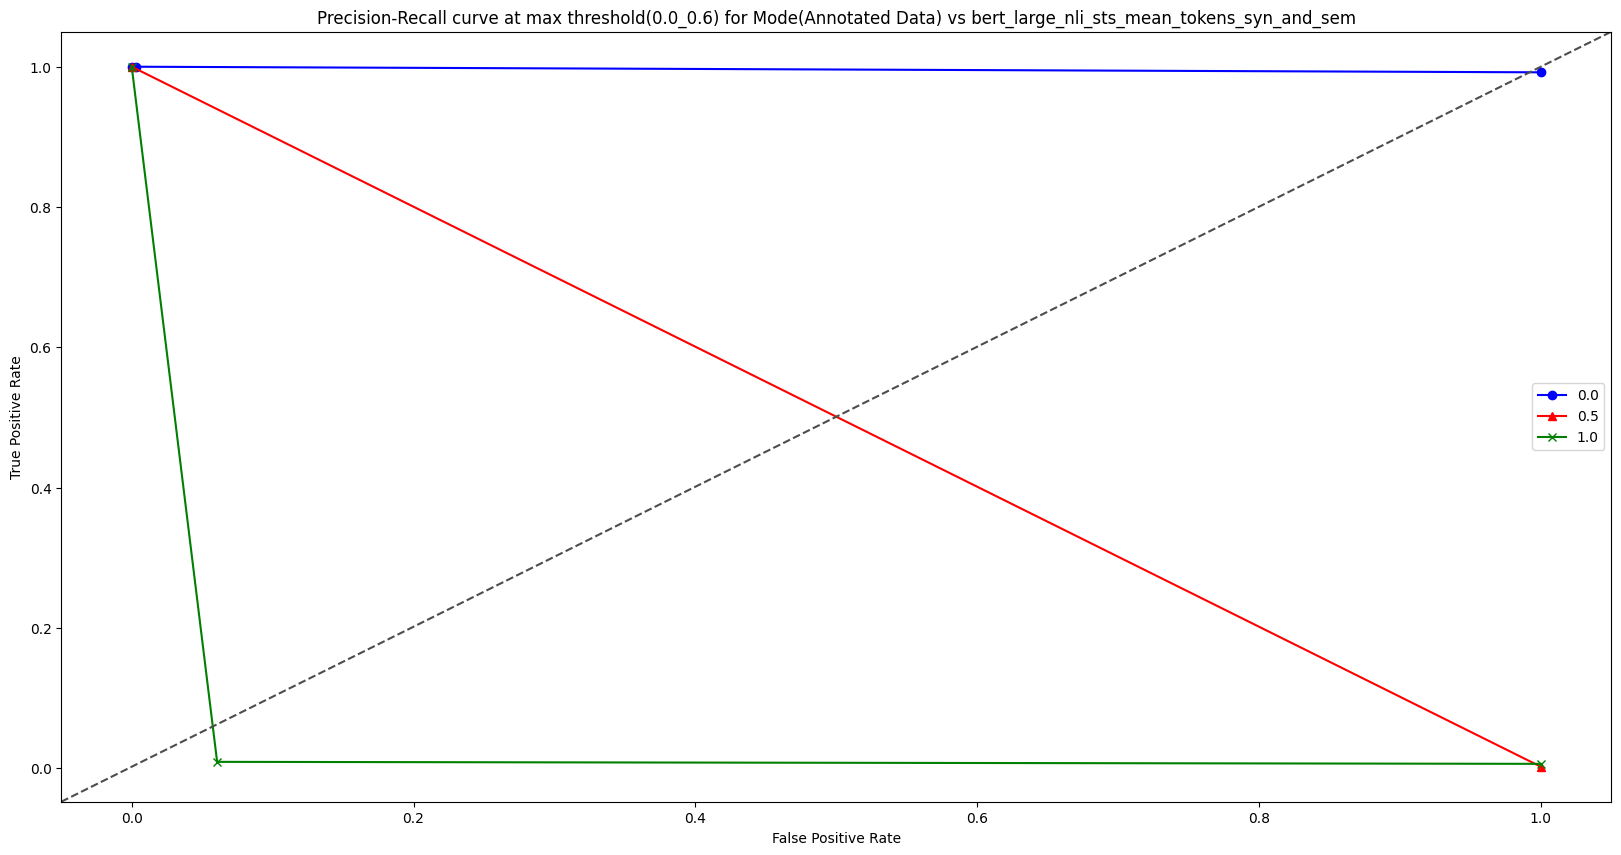 Precision-Recall curve at max threshold(0.0_0.6) for Mode(Annotated Data) vs bert_large_nli_sts_mean_tokens_syn_and_sem
1.0
0.8
0.6
0.4
0.2
0.0
True Positive Rate
0.0
0.5
1.0
0.0 0.2 0.4 0.6 0.8 1.0
False Positive Rate